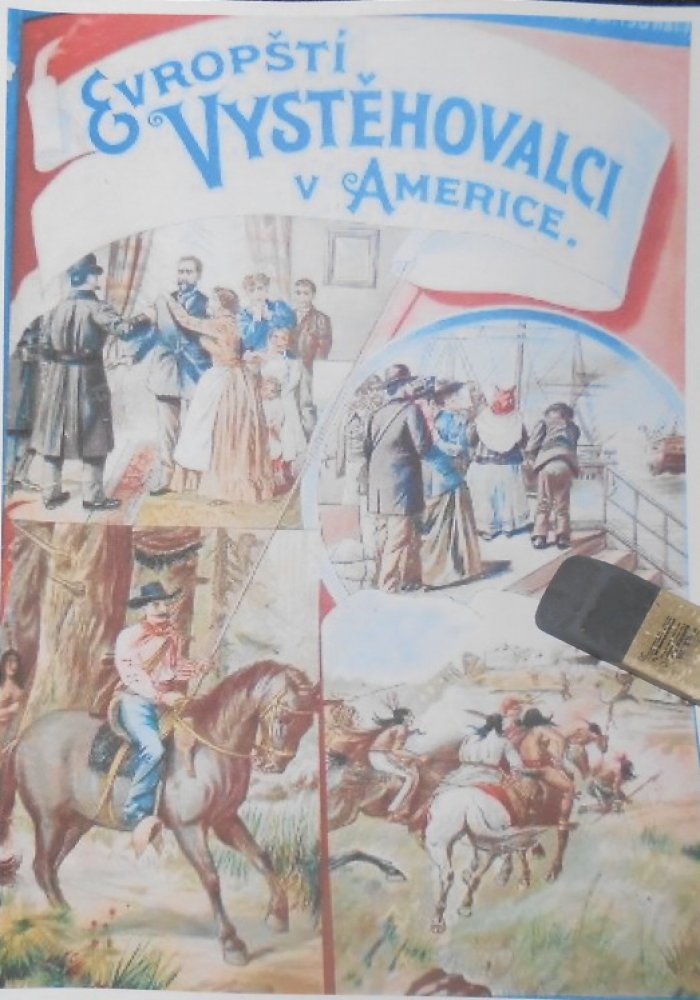 Evropští
Vystěhovalci
v Americe.